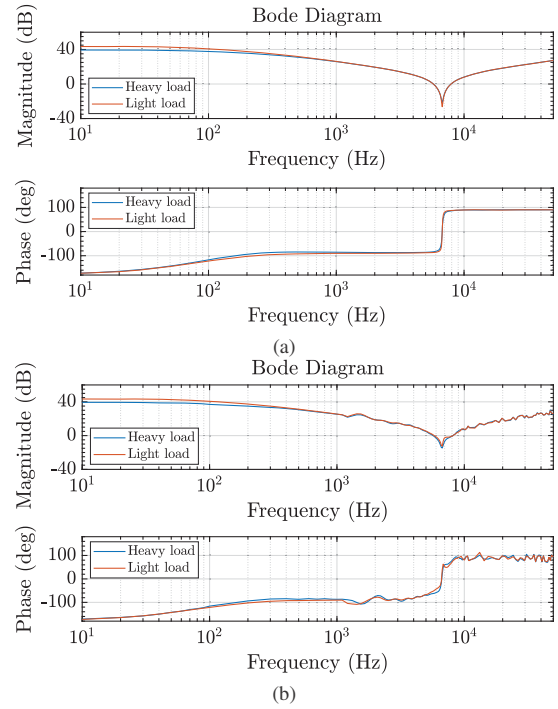 (a)
Bode Diagram
Magnitude (dB)
40
0
40
Heavy load
Light load
10^1 10^2 10^3 10^4
Frequency (Hz)
Phase (deg)
100
0
-100
Heavy load
Light load
10^1 10^2 10^3 10^4
Frequency (Hz)
(a)
Bode Diagram
Magnitude (dB)
40
0
-40
Heavy load
Light load
10^1 10^2 10^3 10^4
Frequency (Hz)
Phase (deg)
100
0
-100
Heavy load
Light load
10^1 10^2 10^3 10^4
Frequency (Hz)
(b)